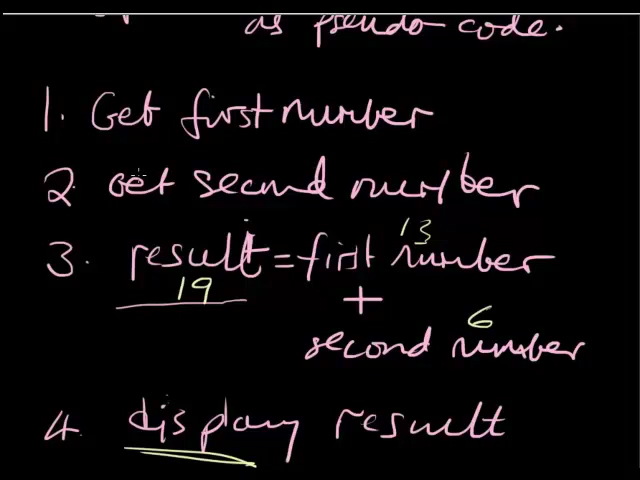 as pseudo-code.
1. Get first number
2. Get second number
13
3. result = first number
19
+
6
second number
4. display result